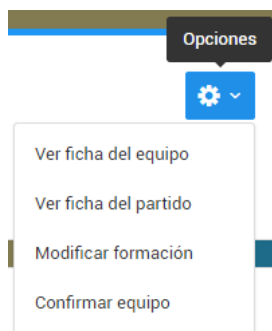 Opciones
Ver ficha del equipo
Ver ficha del partido
Modificar formación
Confirmar equipo